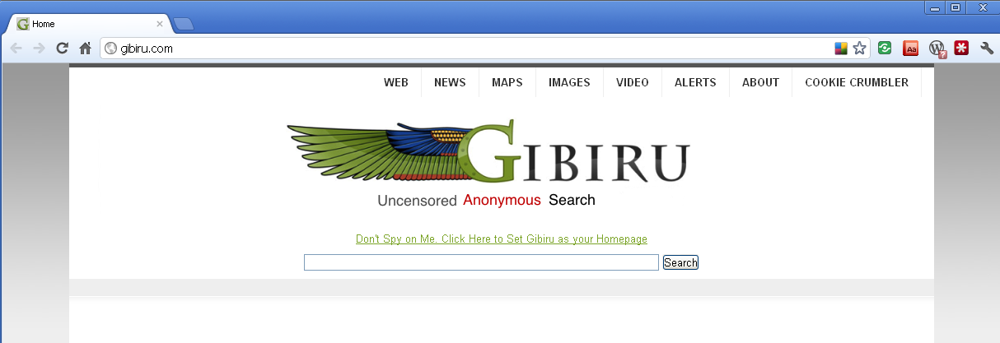 Home
gibiru.com
Aa
WEB NEWS MAPS IMAGES VIDEO ALERTS ABOUT COOKIE CRUMBLER
GIBIRU
Uncensored Anonymous Search
Don't Spy on Me. Click Here to Set Gibiru as your Homepage
Search